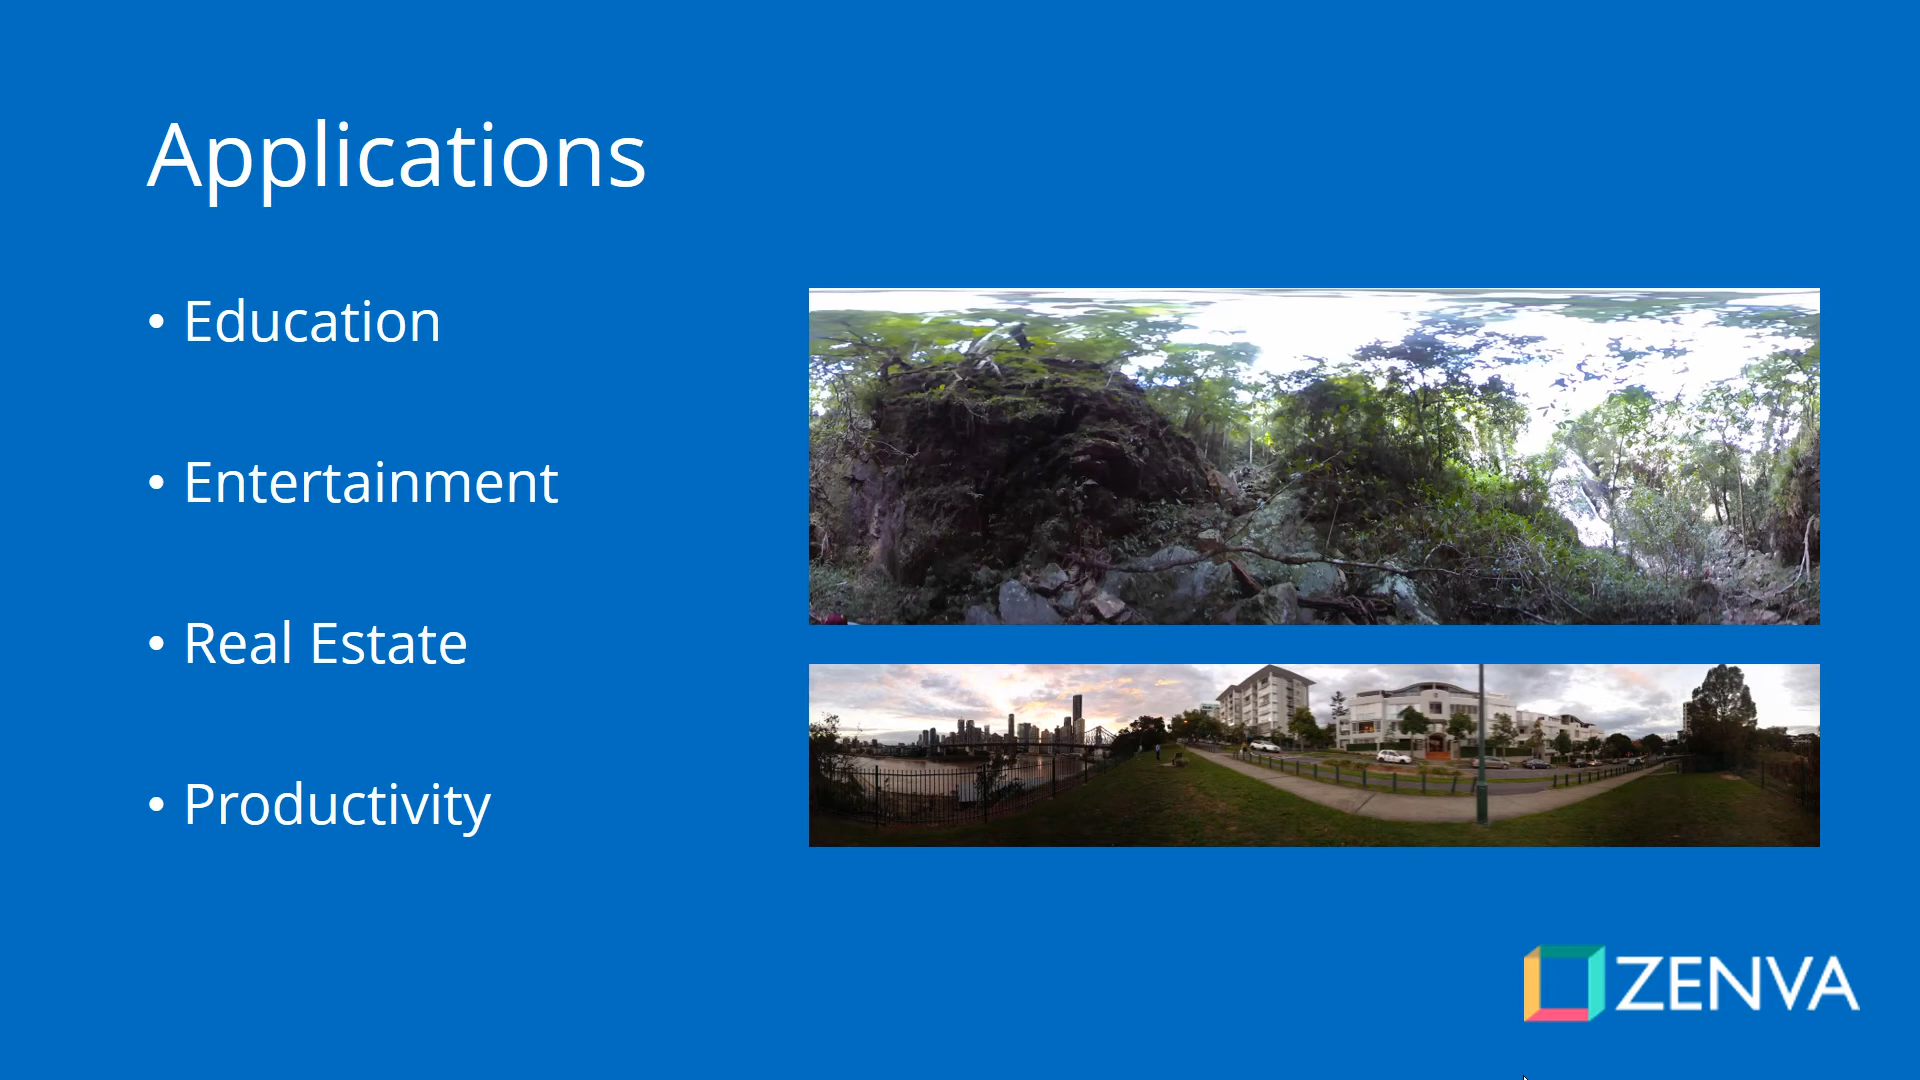 Applications
• Education
• Entertainment
• Real Estate
• Productivity
ZENVA